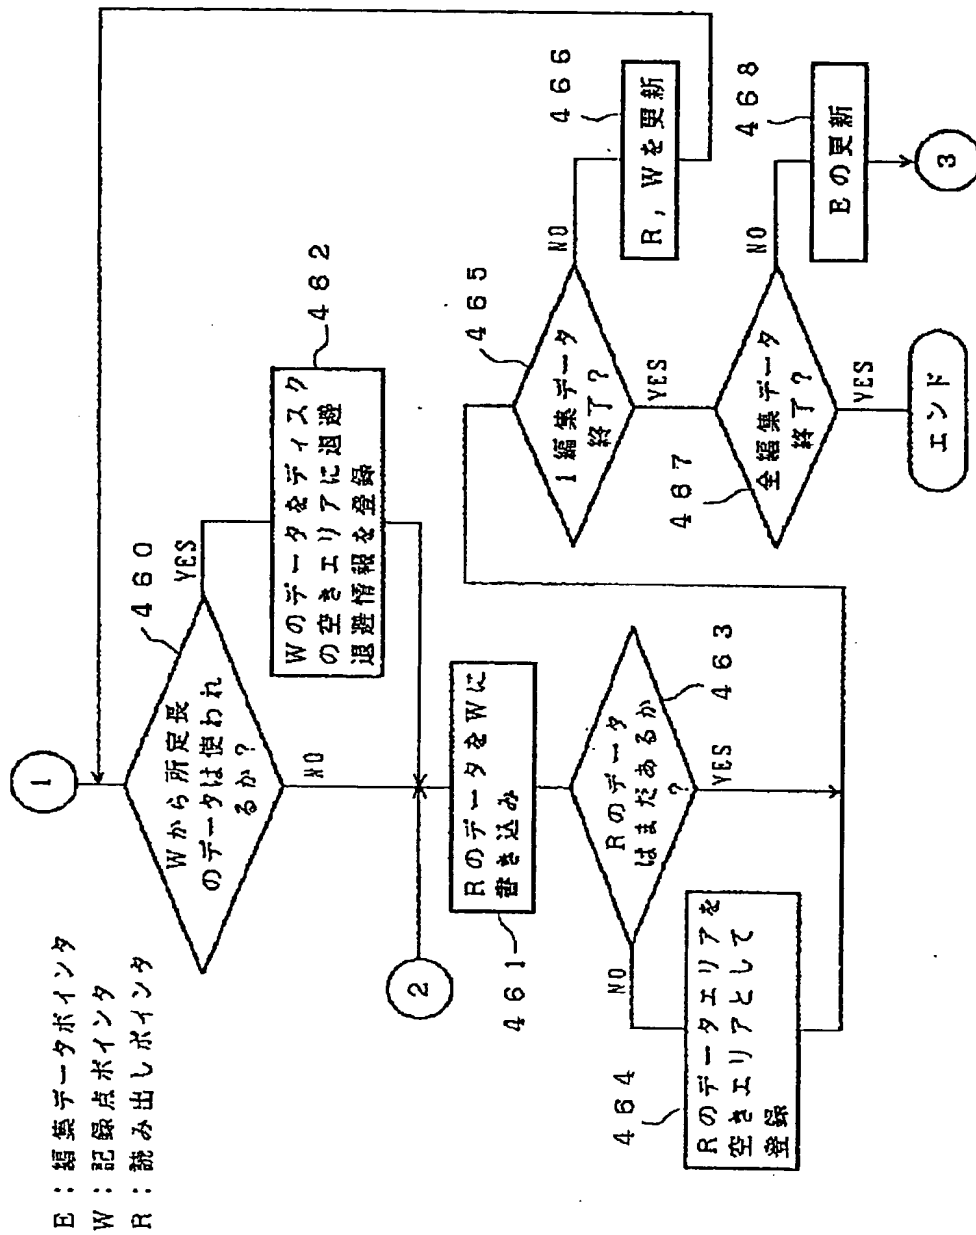 E：編集データポインタ
W：記録点ポインタ
R：読み出しポインタ
1
Wから所定長
のデータは使われ
るか？
460
YES
NO
Wのデータをディスク
の空きエリアに退避
退避情報を登録
462
2
RのデータをWに
書き込み
461
Rのデータ
はまだあるか
？
463
NO
YES
Rのデータエリアを
空きエリアとして
登録
464
1編集データ
終了？
465
NO
YES
R，Wを更新
466
全編集データ
終了？
467
NO
YES
Eの更新
468
3
エンド